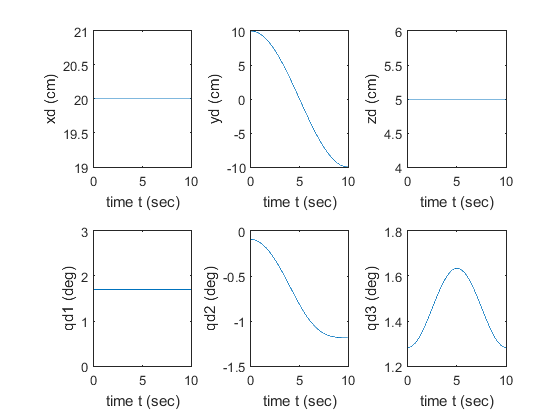 xd (cm)
21
20.5
20
19.5
19
0 5 10
time t (sec)
yd (cm)
10
5
0
-5
-10
0 5 10
time t (sec)
zd (cm)
6
5.5
5
4.5
4
0 5 10
time t (sec)
qd1 (deg)
3
2
1
0
0 5 10
time t (sec)
qd2 (deg)
0
-0.5
-1
-1.5
0 5 10
time t (sec)
qd3 (deg)
1.8
1.6
1.4
1.2
0 5 10
time t (sec)